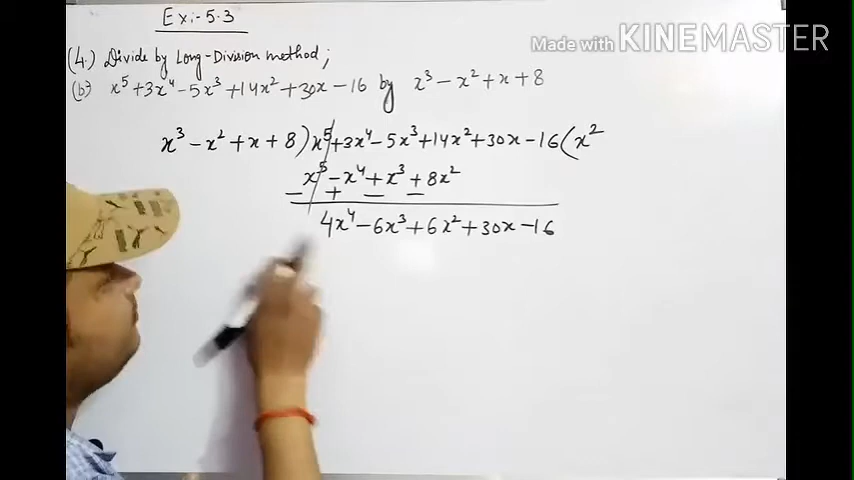 Ex:-5.3
Made with KINEMASTER
(4.) Divide by Long-Division method;
(b) x⁵+3x⁴-5x³+14x²+30x-16 by x³-x²+x+8
x³-x²+x+8)x⁵+3x⁴-5x³+14x²+30x-16(x²
x⁵-x⁴+x³+8x²
- + - -
4x⁴-6x³+6x²+30x-16